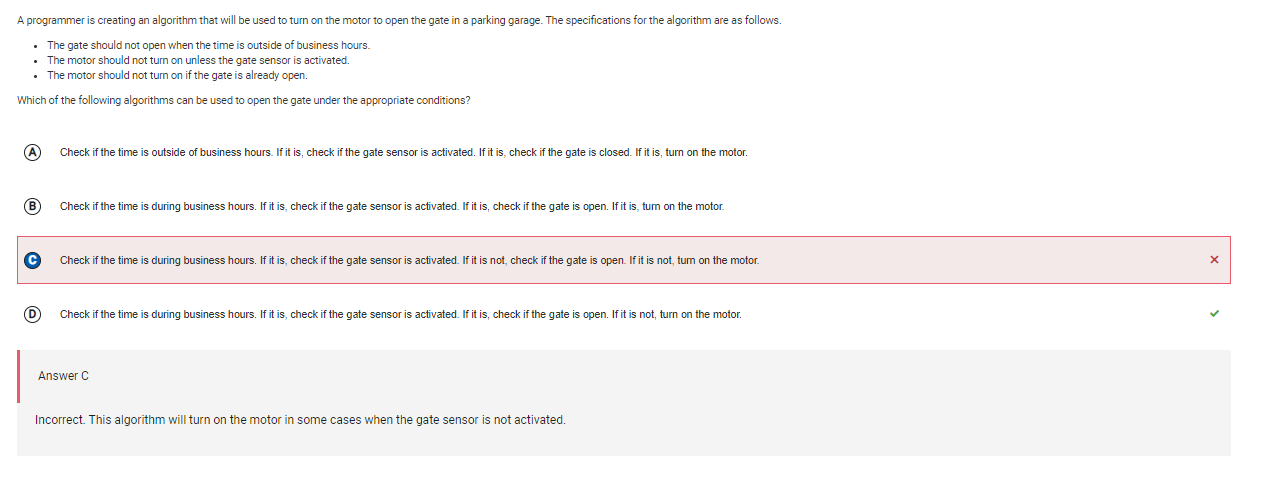 A programmer is creating an algorithm that will be used to turn on the motor to open the gate in a parking garage. The specifications for the algorithm are as follows.
• The gate should not open when the time is outside of business hours.
• The motor should not turn on unless the gate sensor is activated.
• The motor should not turn on if the gate is already open.
Which of the following algorithms can be used to open the gate under the appropriate conditions?
A Check if the time is outside of business hours. If it is, check if the gate sensor is activated. If it is, check if the gate is closed. If it is, turn on the motor.
B Check if the time is during business hours. If it is, check if the gate sensor is activated. If it is, check if the gate is open. If it is, turn on the motor.
C Check if the time is during business hours. If it is, check if the gate sensor is activated. If it is not, check if the gate is open. If it is not, turn on the motor.
D Check if the time is during business hours. If it is, check if the gate sensor is activated. If it is, check if the gate is open. If it is not, turn on the motor.
Answer C
Incorrect. This algorithm will turn on the motor in some cases when the gate sensor is not activated.